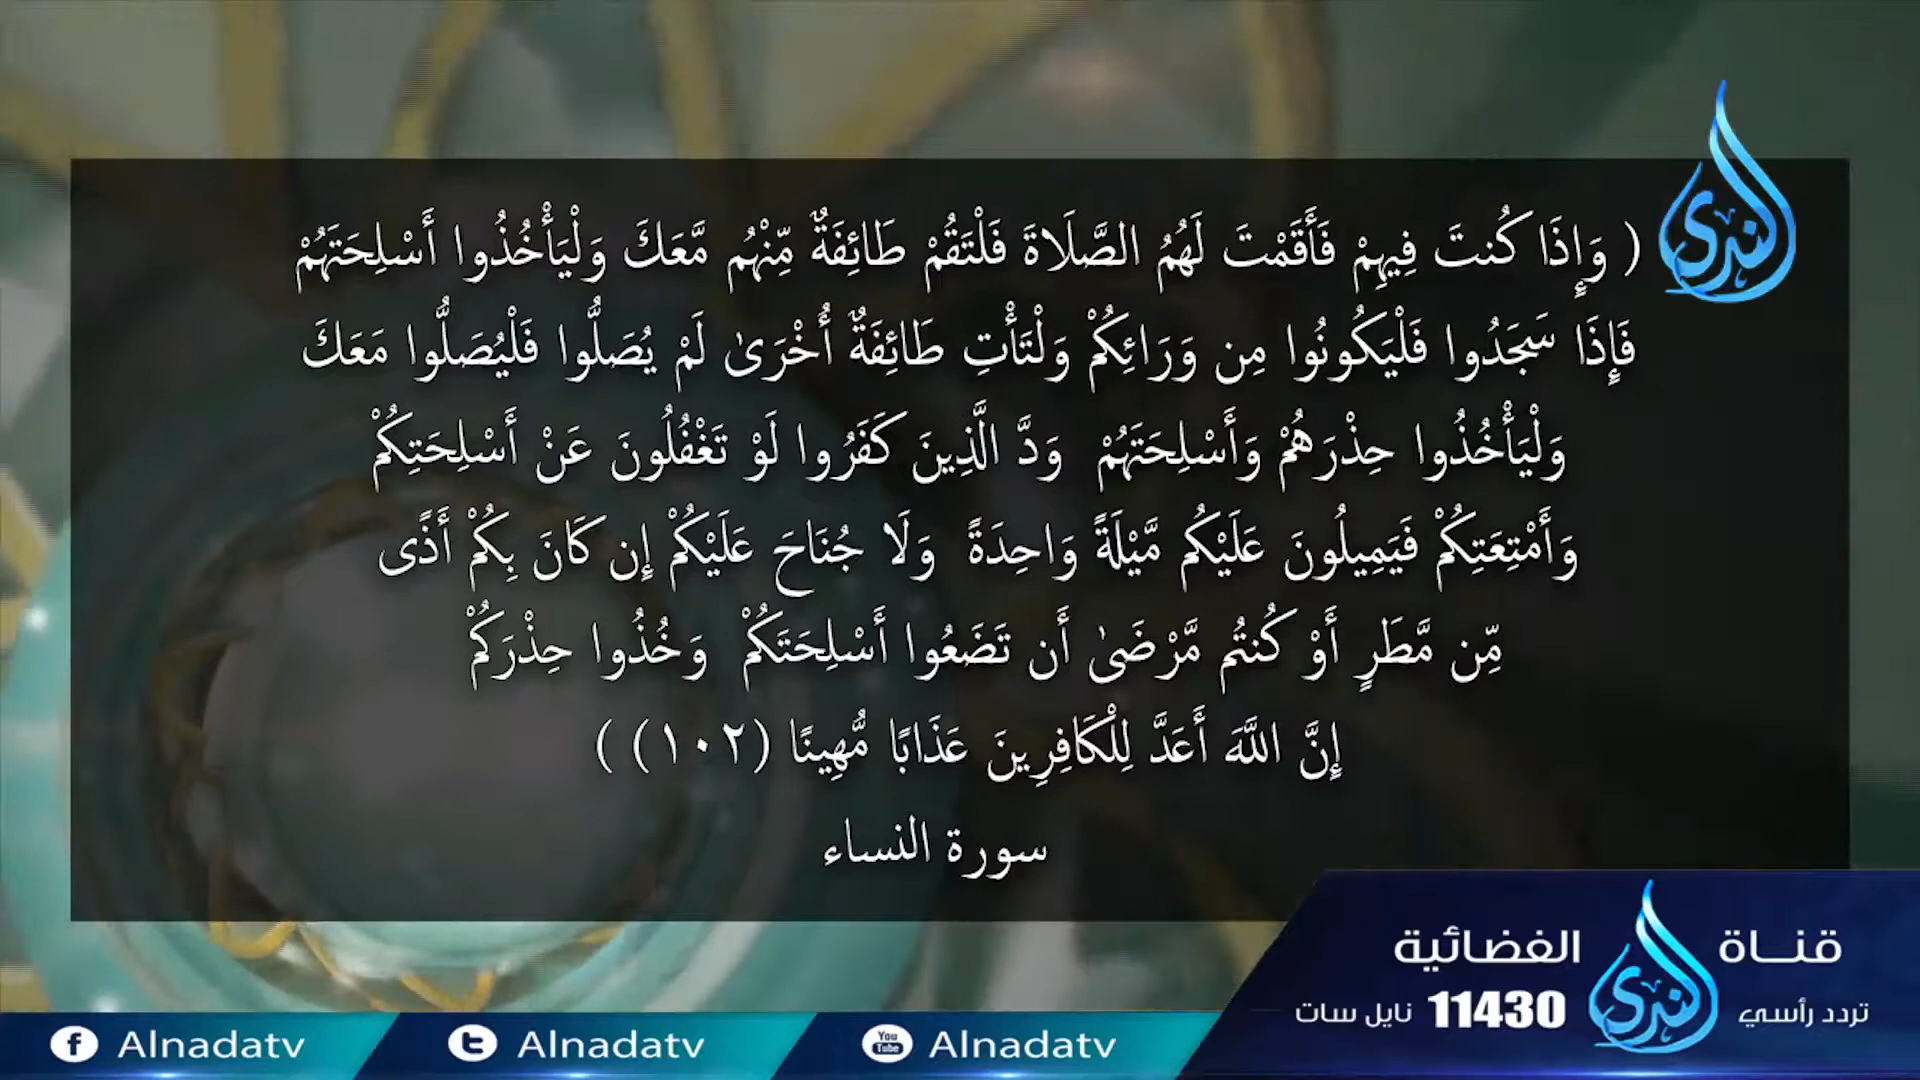 ( وَإِذَا كُنتَ فِيهِمْ فَأَقَمْتَ لَهُمُ الصَّلَاةَ فَلْتَقُمْ طَائِفَةٌ مِّنْهُم مَّعَكَ وَلْيَأْخُذُوا أَسْلِحَتَهُمْ
فَإِذَا سَجَدُوا فَلْيَكُونُوا مِن وَرَائِكُمْ وَلْتَأْتِ طَائِفَةٌ أُخْرَىٰ لَمْ يُصَلُّوا فَلْيُصَلُّوا مَعَكَ
وَلْيَأْخُذُوا حِذْرَهُمْ وَأَسْلِحَتَهُمْ وَدَّ الَّذِينَ كَفَرُوا لَوْ تَغْفُلُونَ عَنْ أَسْلِحَتِكُمْ
وَأَمْتِعَتِكُمْ فَيَمِيلُونَ عَلَيْكُم مَّيْلَةً وَاحِدَةً وَلَا جُنَاحَ عَلَيْكُمْ إِن كَانَ بِكُمْ أَذًى
مِّن مَّطَرٍ أَوْ كُنتُم مَّرْضَىٰ أَن تَضَعُوا أَسْلِحَتَكُمْ وَخُذُوا حِذْرَكُمْ
إِنَّ اللَّهَ أَعَدَّ لِلْكَافِرِينَ عَذَابًا مُّهِينًا (١٠٢) )
سورة النساء
الندى
قناة الندى الفضائية
تردد رأسي 11430 نايل سات
Alnadatv Alnadatv You Tube Alnadatv